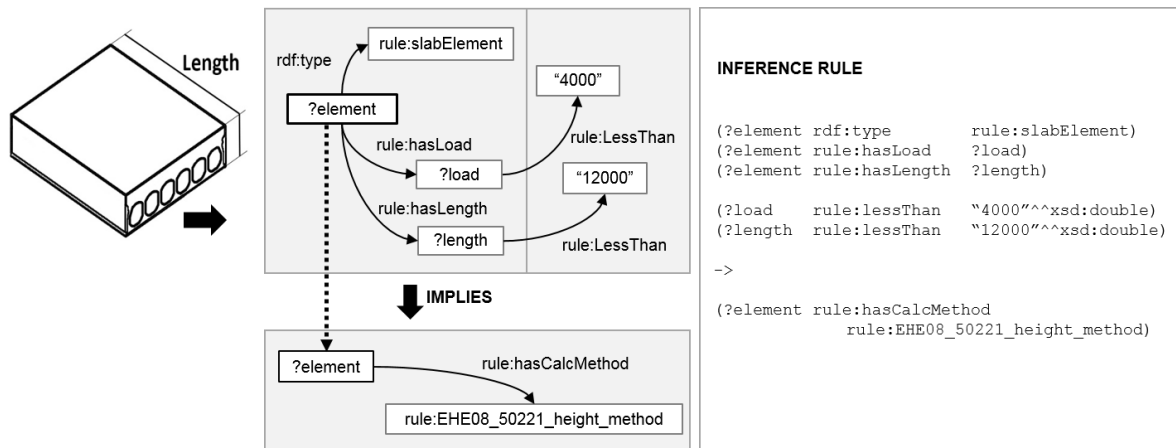 Length
rdf:type
rule:slabElement
?element
"4000"
rule:hasLoad
rule:LessThan
?load
"12000"
rule:hasLength
?length
rule:LessThan
IMPLIES
?element
rule:hasCalcMethod
rule:EHE08_50221_height_method
INFERENCE RULE
(?element rdf:type rule:slabElement)
(?element rule:hasLoad ?load)
(?element rule:hasLength ?length)
(?load rule:lessThan "4000"^^xsd:double)
(?length rule:lessThan "12000"^^xsd:double)
->
(?element rule:hasCalcMethod
rule:EHE08_50221_height_method)